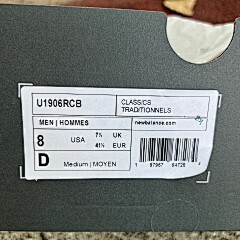 U1906RCB
CLASSICS
TRADITIONNELS
MEN | HOMMES
8 USA 7½ UK
41½ EUR
D Medium | MOYEN
newbalance.com